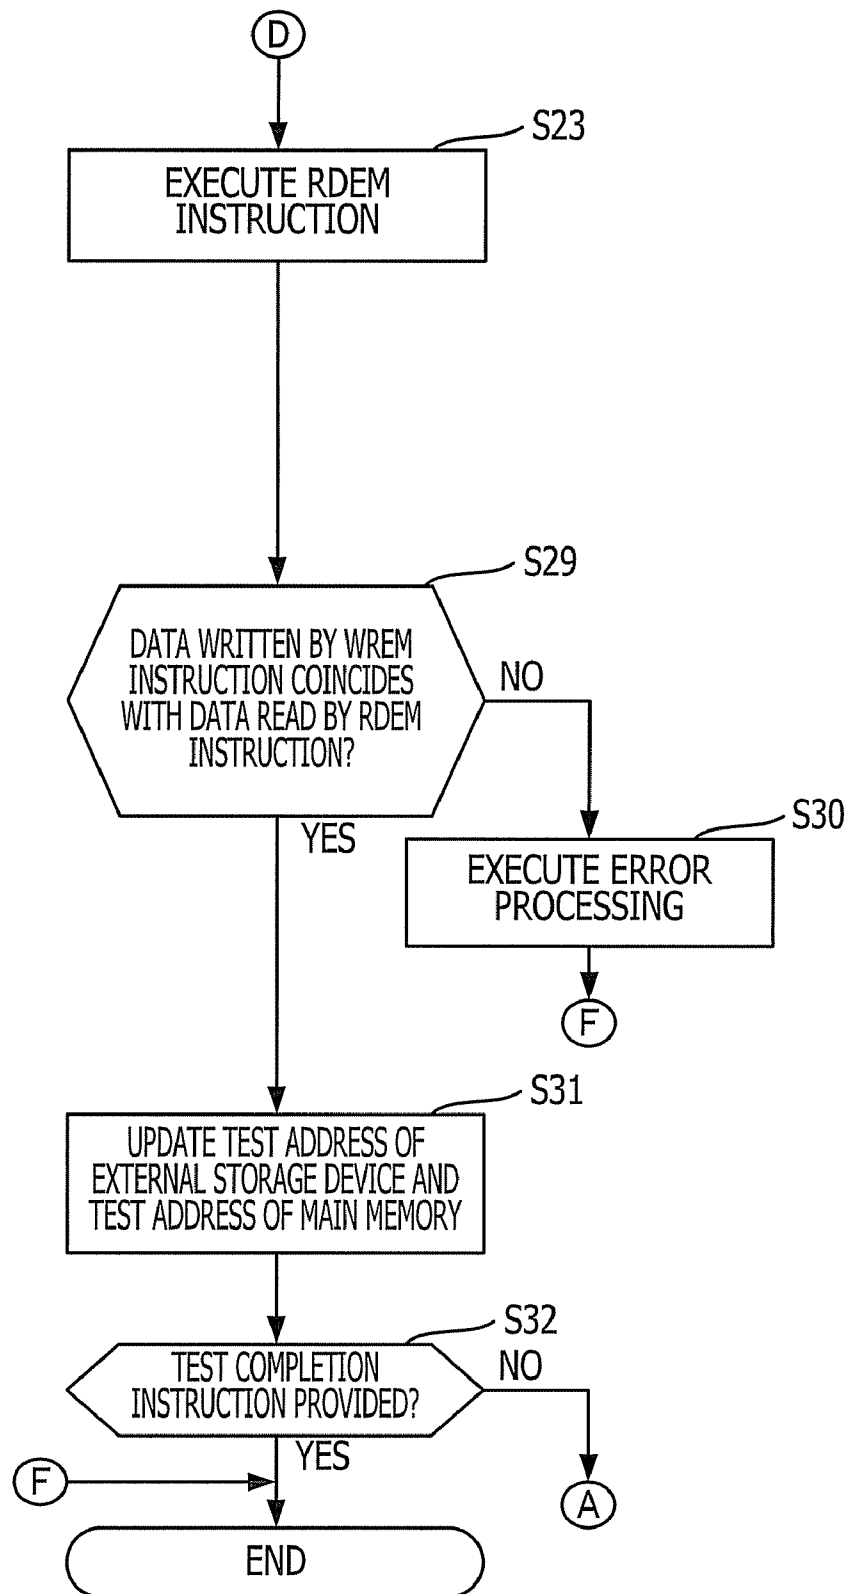 D
S23
EXECUTE RDEM
INSTRUCTION
S29
DATA WRITTEN BY WREM
INSTRUCTION COINCIDES
WITH DATA READ BY RDEM
INSTRUCTION?
NO
YES
S30
EXECUTE ERROR
PROCESSING
F
S31
UPDATE TEST ADDRESS OF
EXTERNAL STORAGE DEVICE AND
TEST ADDRESS OF MAIN MEMORY
S32
TEST COMPLETION
INSTRUCTION PROVIDED?
NO
YES
F
A
END